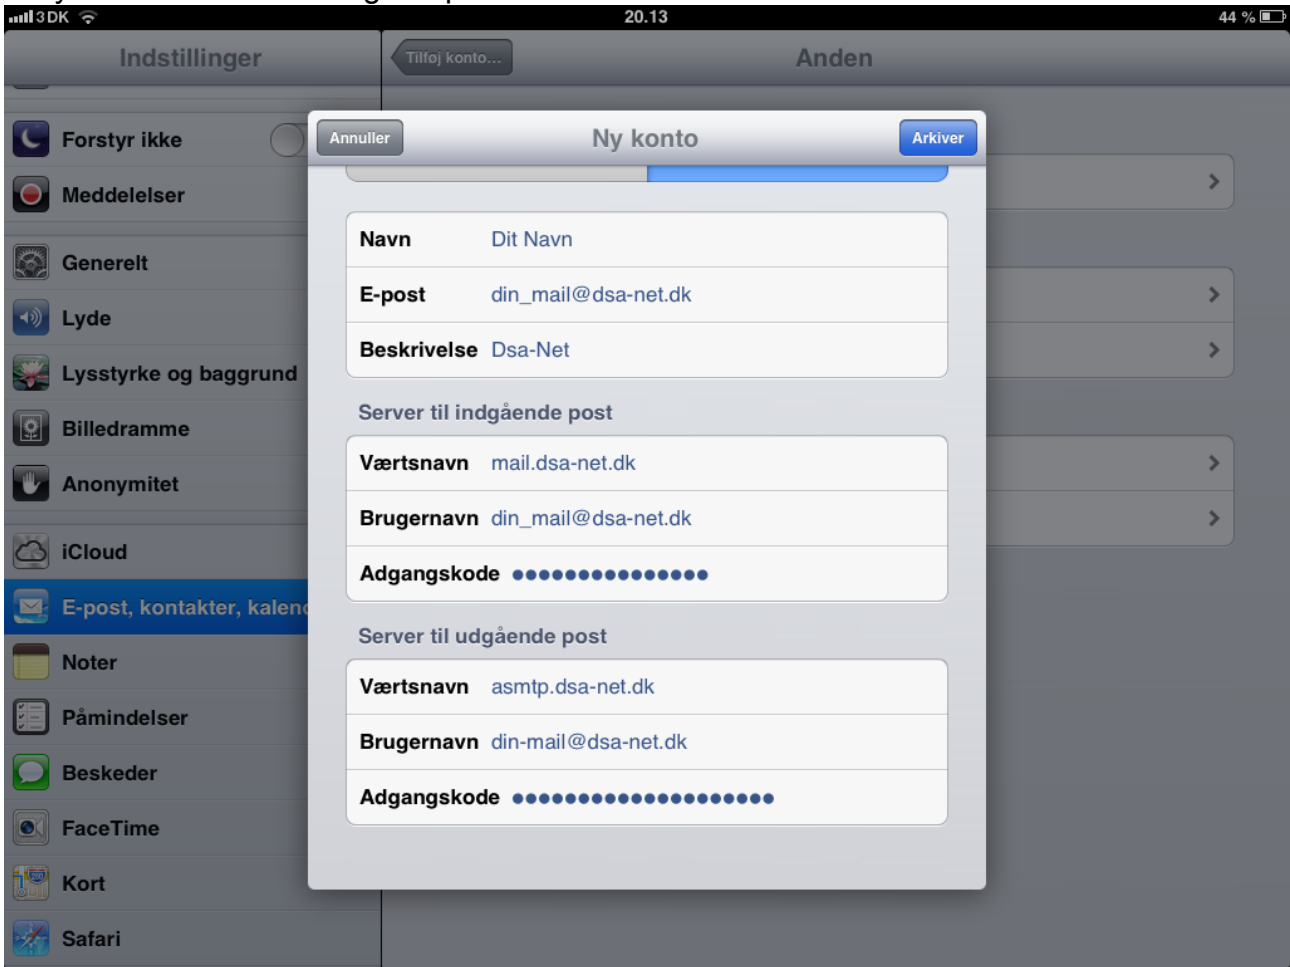 3DK
20.13
44 %
Indstillinger
Tilføj konto...
Anden
Forstyr ikke
Meddelelser
Generelt
Lyde
Lysstyrke og baggrund
Billedramme
Anonymitet
iCloud
E-post, kontakter, kalend
Noter
Påmindelser
Beskeder
FaceTime
Kort
Safari
Annuller
Ny konto
Arkiver
Navn Dit Navn
E-post din_mail@dsa-net.dk
Beskrivelse Dsa-Net
Server til indgående post
Værtsnavn mail.dsa-net.dk
Brugernavn din_mail@dsa-net.dk
Adgangskode ●●●●●●●●●●●●●●●
Server til udgående post
Værtsnavn asmtp.dsa-net.dk
Brugernavn din-mail@dsa-net.dk
Adgangskode ●●●●●●●●●●●●●●●●●●●●